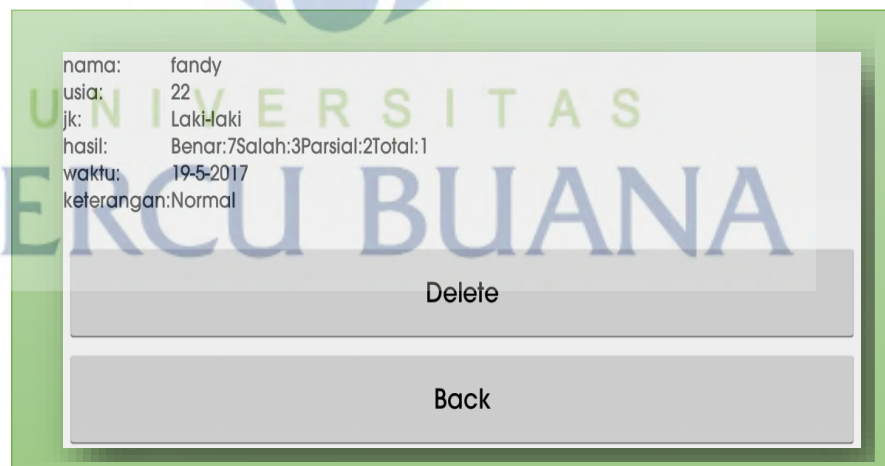 nama: fandy
usia: 22
UNIVERSITAS
jk: Laki-laki
hasil: Benar:7Salah:3Parsial:2Total:1
waktu: 19-5-2017
keterangan:Normal
ERCU BUANA
Delete
Back